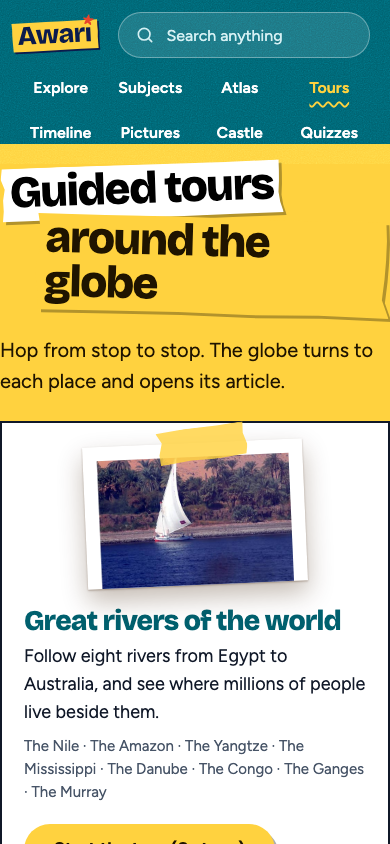 Awari
Search anything
Explore Subjects Atlas Tours
Timeline Pictures Castle Quizzes
Guided tours
around the
globe
Hop from stop to stop. The globe turns to
each place and opens its article.
Great rivers of the world
Follow eight rivers from Egypt to
Australia, and see where millions of people
live beside them.
The Nile · The Amazon · The Yangtze · The
Mississippi · The Danube · The Congo · The Ganges
· The Murray